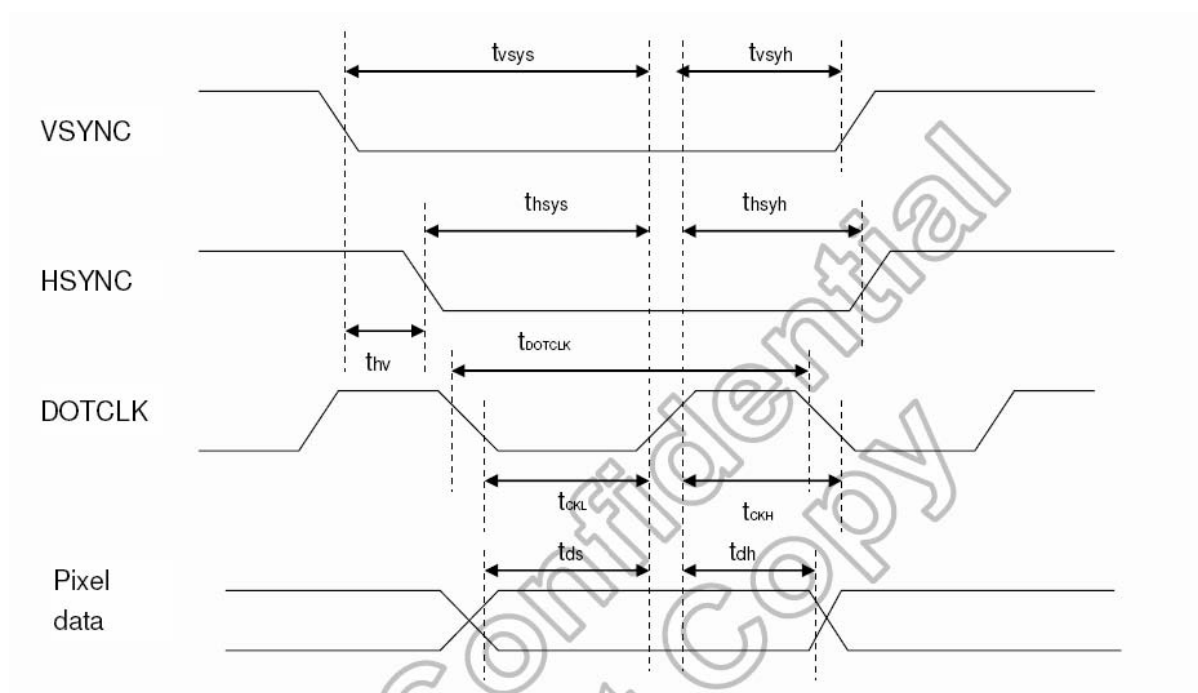 tvsys
tvsyh
VSYNC
thsys
thsyh
HSYNC
thv
tDOTCLK
DOTCLK
tCKL
tCKH
tds
tdh
Pixel
data
Confidential
Copy